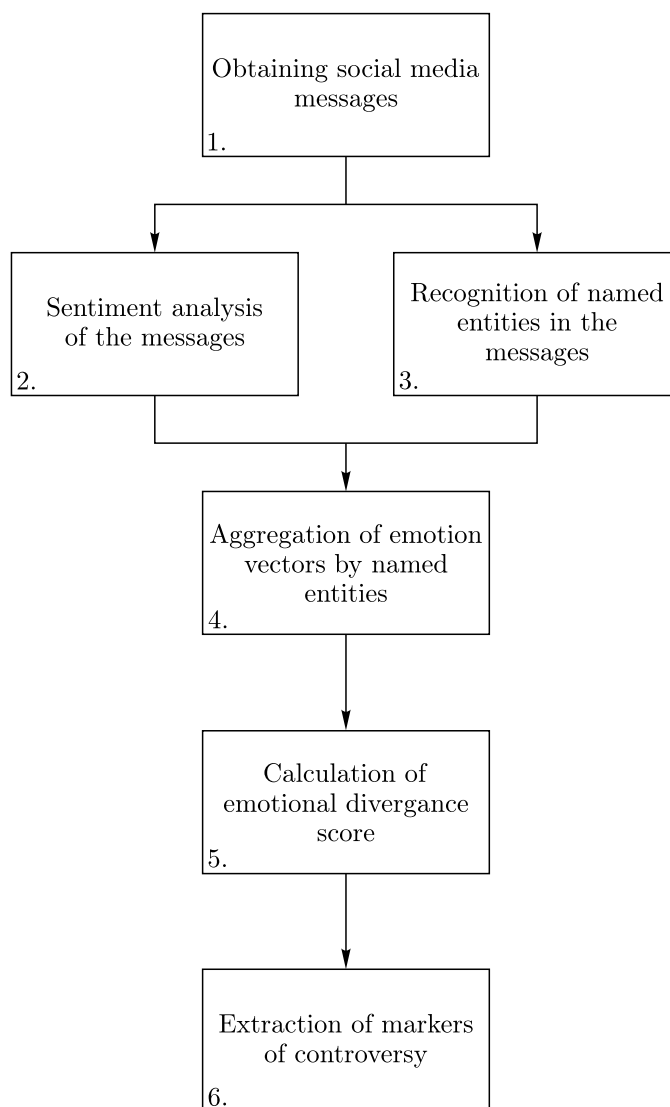 Obtaining social media
messages
1.
Sentiment analysis
of the messages
2.
Recognition of named
entities in the
messages
3.
Aggregation of emotion
vectors by named
entities
4.
Calculation of
emotional divergance
score
5.
Extraction of markers
of controversy
6.